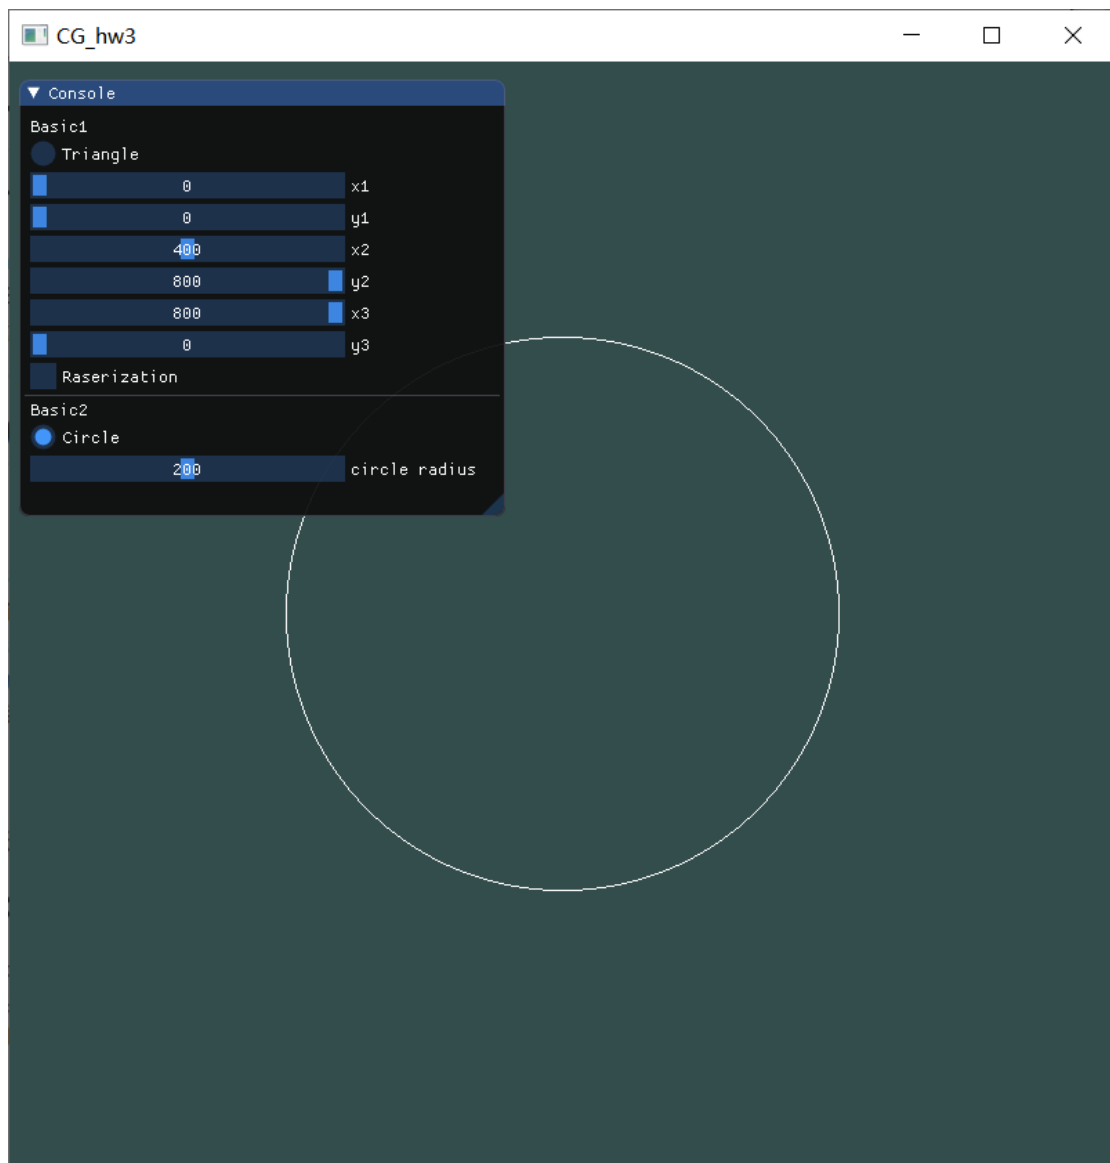 CG_hw3
Console
Basic1
Triangle
0 x1
0 y1
400 x2
800 y2
800 x3
0 y3
Raserization
Basic2
Circle
200 circle radius